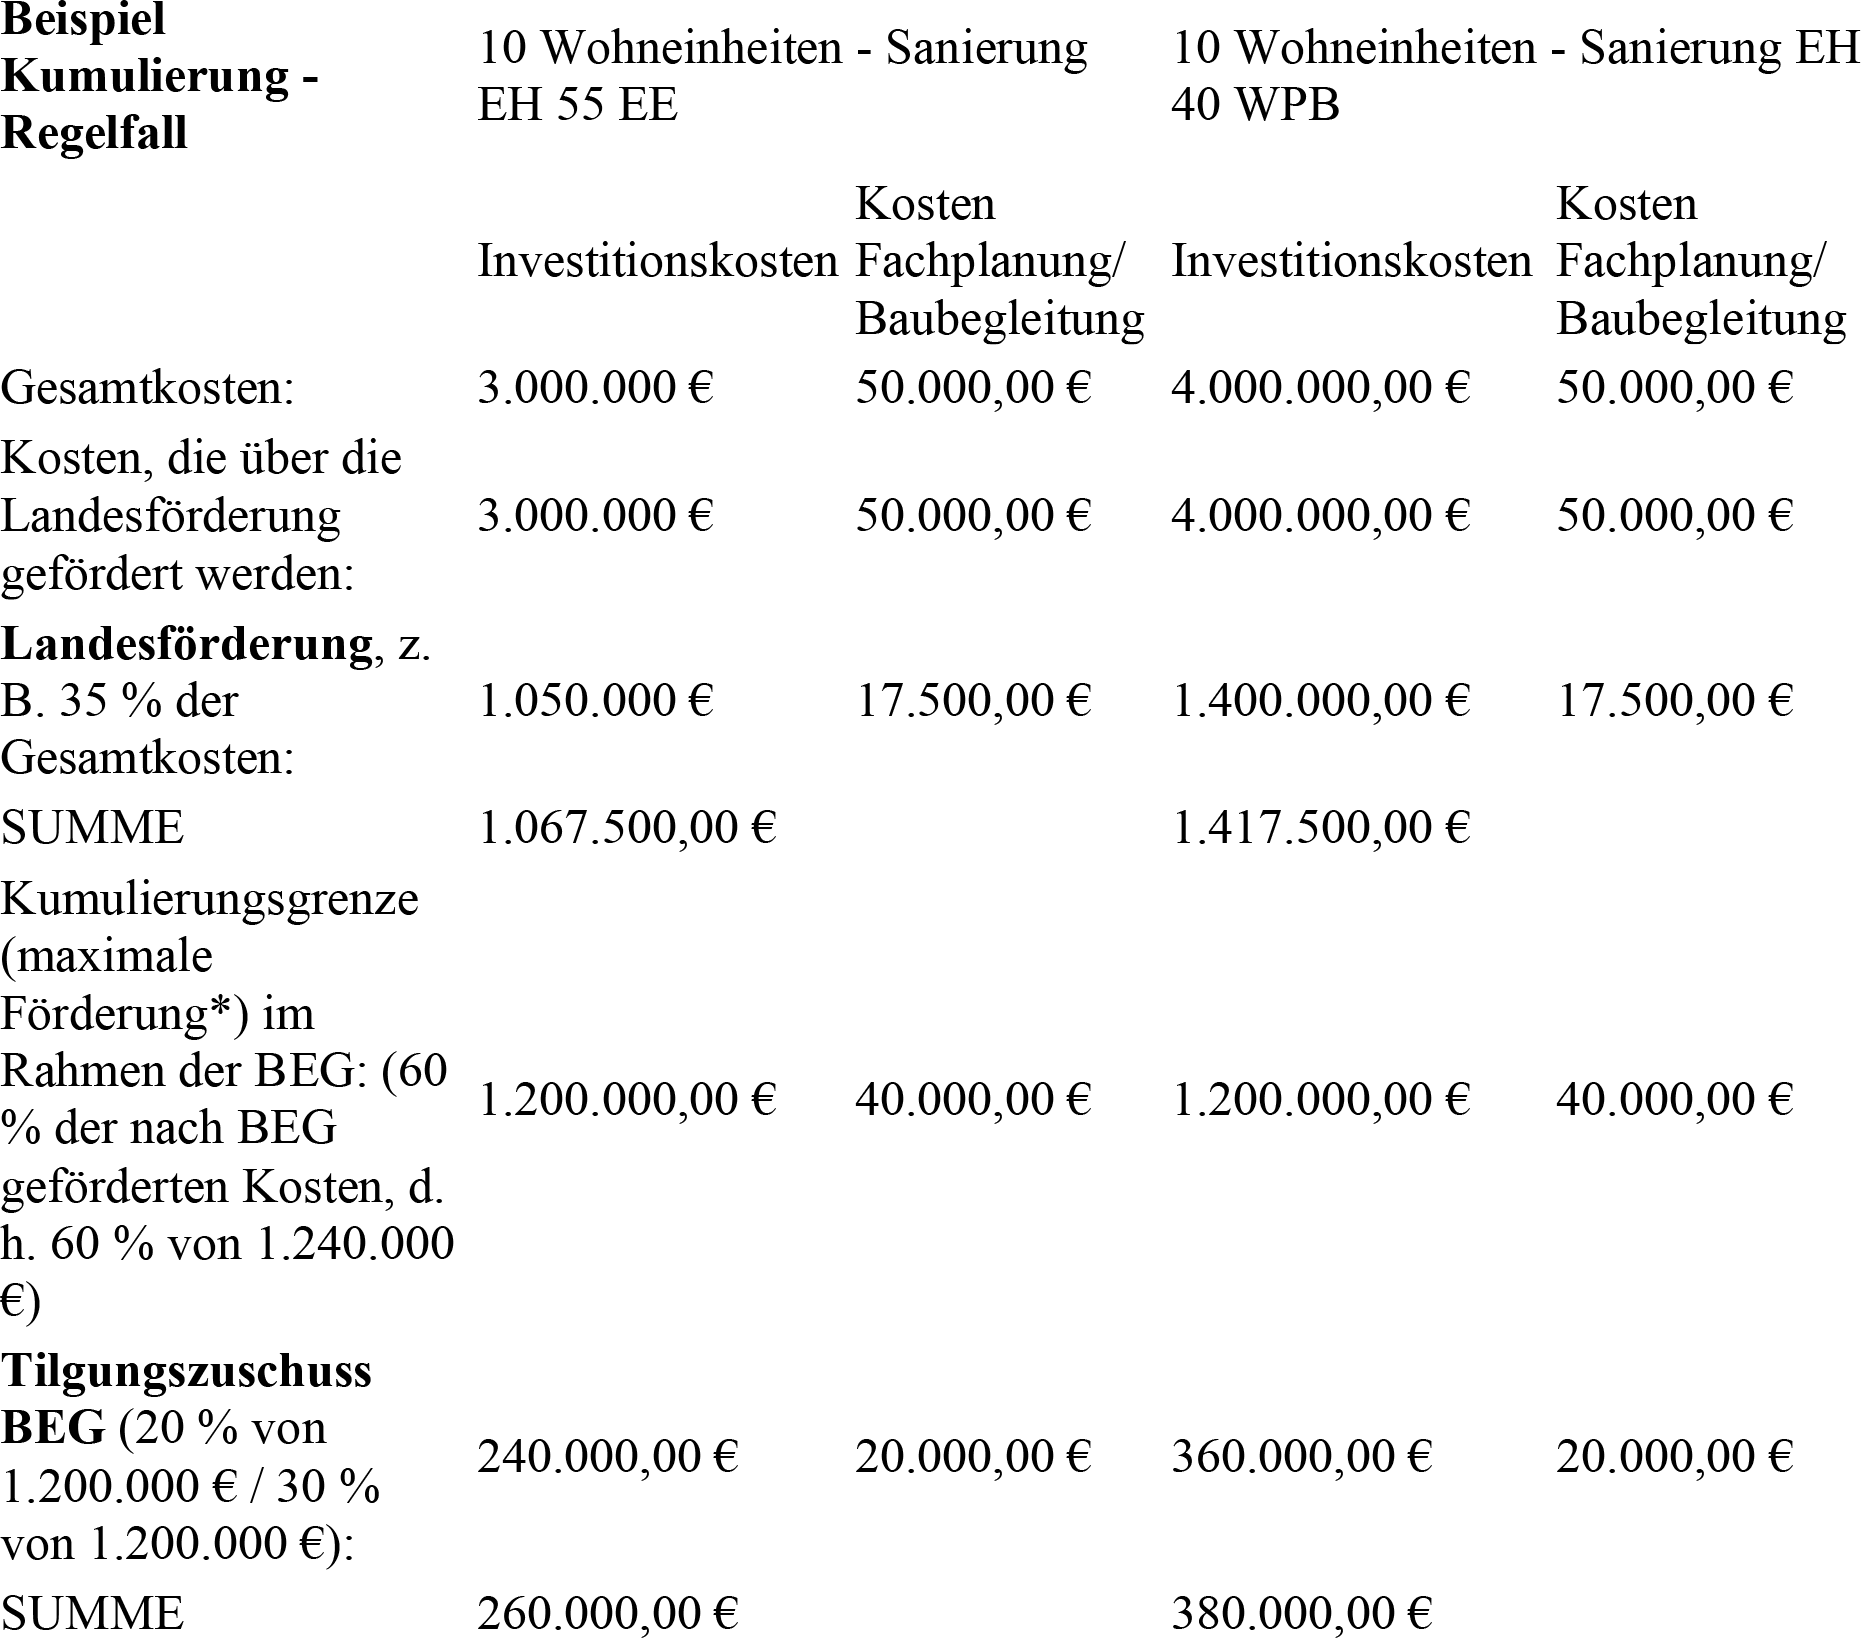 Beispiel
Kumulierung -
Regelfall
10 Wohneinheiten - Sanierung
EH 55 EE
10 Wohneinheiten - Sanierung EH
40 WPB
Investitionskosten
Kosten
Fachplanung/
Baubegleitung
Investitionskosten
Kosten
Fachplanung/
Baubegleitung
Gesamtkosten: 3.000.000 € 50.000,00 € 4.000.000,00 € 50.000,00 €
Kosten, die über die
Landesförderung
gefördert werden:
3.000.000 € 50.000,00 € 4.000.000,00 € 50.000,00 €
Landesförderung, z.
B. 35 % der
Gesamtkosten:
1.050.000 € 17.500,00 € 1.400.000,00 € 17.500,00 €
SUMME 1.067.500,00 € 1.417.500,00 €
Kumulierungsgrenze
(maximale
Förderung*) im
Rahmen der BEG: (60
% der nach BEG
geförderten Kosten, d.
h. 60 % von 1.240.000
€)
1.200.000,00 € 40.000,00 € 1.200.000,00 € 40.000,00 €
Tilgungszuschuss
BEG (20 % von
1.200.000 € / 30 %
von 1.200.000 €):
240.000,00 € 20.000,00 € 360.000,00 € 20.000,00 €
SUMME 260.000,00 € 380.000,00 €